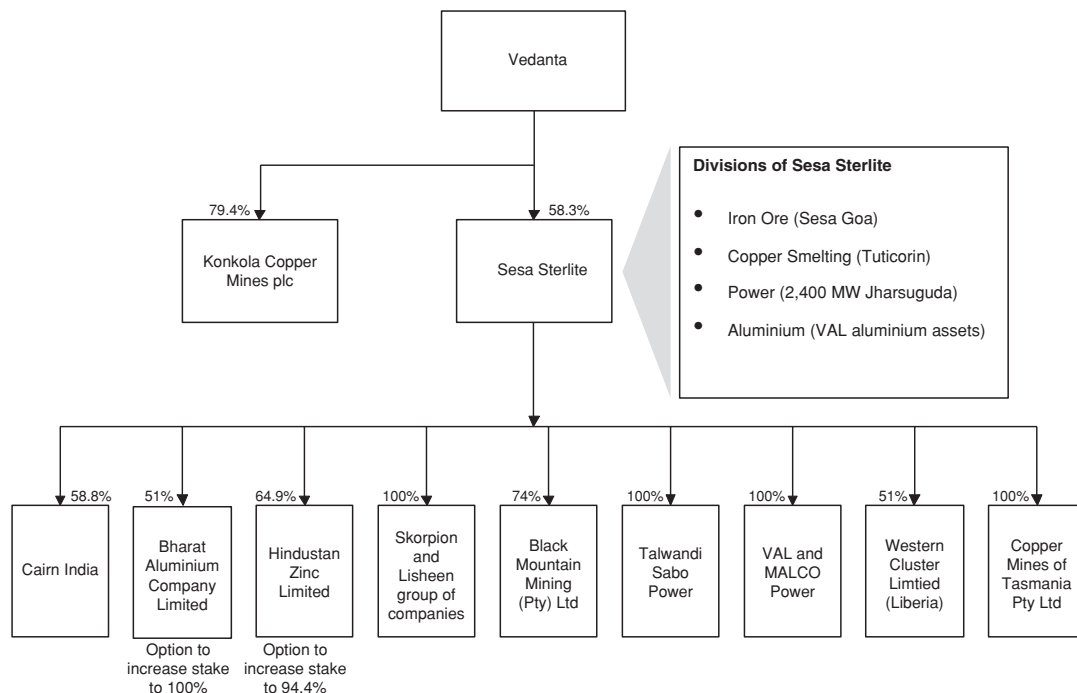 Vedanta
Divisions of Sesa Sterlite
• Iron Ore (Sesa Goa)
• Copper Smelting (Tuticorin)
• Power (2,400 MW Jharsuguda)
• Aluminium (VAL aluminium assets)
79.4%
Konkola Copper
Mines plc
58.3%
Sesa Sterlite
58.8%
Cairn India
51%
Bharat
Aluminium
Company
Limited
Option to
increase stake
to 100%
64.9%
Hindustan
Zinc
Limited
Option to
increase stake
to 94.4%
100%
Skorpion
and
Lisheen
group of
companies
74%
Black
Mountain
Mining
(Pty) Ltd
100%
Talwandi
Sabo
Power
100%
VAL and
MALCO
Power
51%
Western
Cluster
Limtied
(Liberia)
100%
Copper
Mines of
Tasmania
Pty Ltd